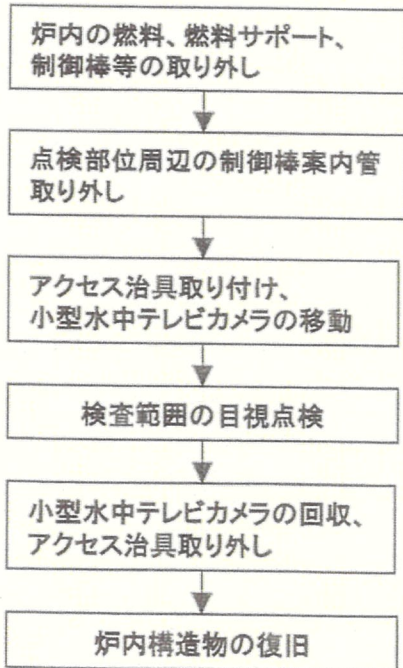 炉内の燃料、燃料サポート、
制御棒等の取り外し
点検部位周辺の制御棒案内管
取り外し
アクセス治具取り付け、
小型水中テレビカメラの移動
検査範囲の目視点検
小型水中テレビカメラの回収、
アクセス治具取り外し
炉内構造物の復旧